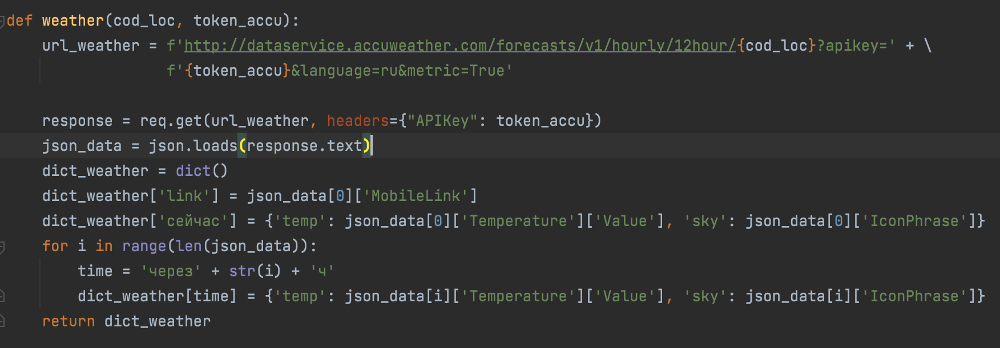 def weather(cod_loc, token_accu):
    url_weather = f'http://dataservice.accuweather.com/forecasts/v1/hourly/12hour/{cod_loc}?apikey=' + \
                  f'{token_accu}&language=ru&metric=True'
    response = req.get(url_weather, headers={"APIKey": token_accu})
    json_data = json.loads(response.text)
    dict_weather = dict()
    dict_weather['link'] = json_data[0]['MobileLink']
    dict_weather['сейчас'] = {'temp': json_data[0]['Temperature']['Value'], 'sky': json_data[0]['IconPhrase']}
    for i in range(len(json_data)):
        time = 'через' + str(i) + 'ч'
        dict_weather[time] = {'temp': json_data[i]['Temperature']['Value'], 'sky': json_data[i]['IconPhrase']}
    return dict_weather